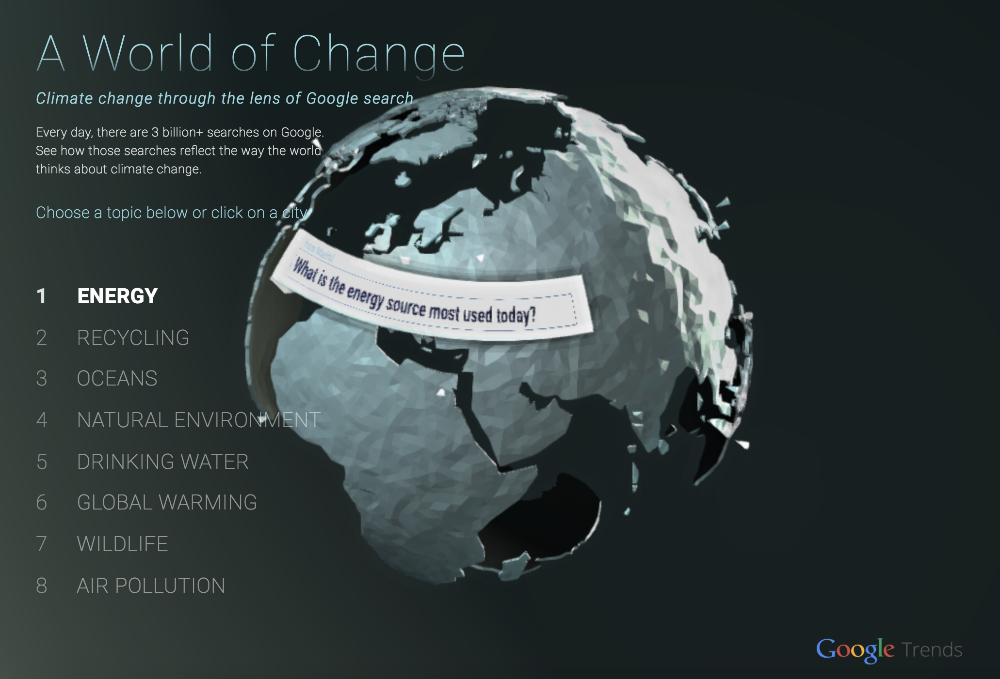 A World of Change
Climate change through the lens of Google search
Every day, there are 3 billion+ searches on Google.
See how those searches reflect the way the world
thinks about climate change.
Choose a topic below or click on a city
from Madrid
What is the energy source most used today?
1 ENERGY
2 RECYCLING
3 OCEANS
4 NATURAL ENVIRONMENT
5 DRINKING WATER
6 GLOBAL WARMING
7 WILDLIFE
8 AIR POLLUTION
Google Trends